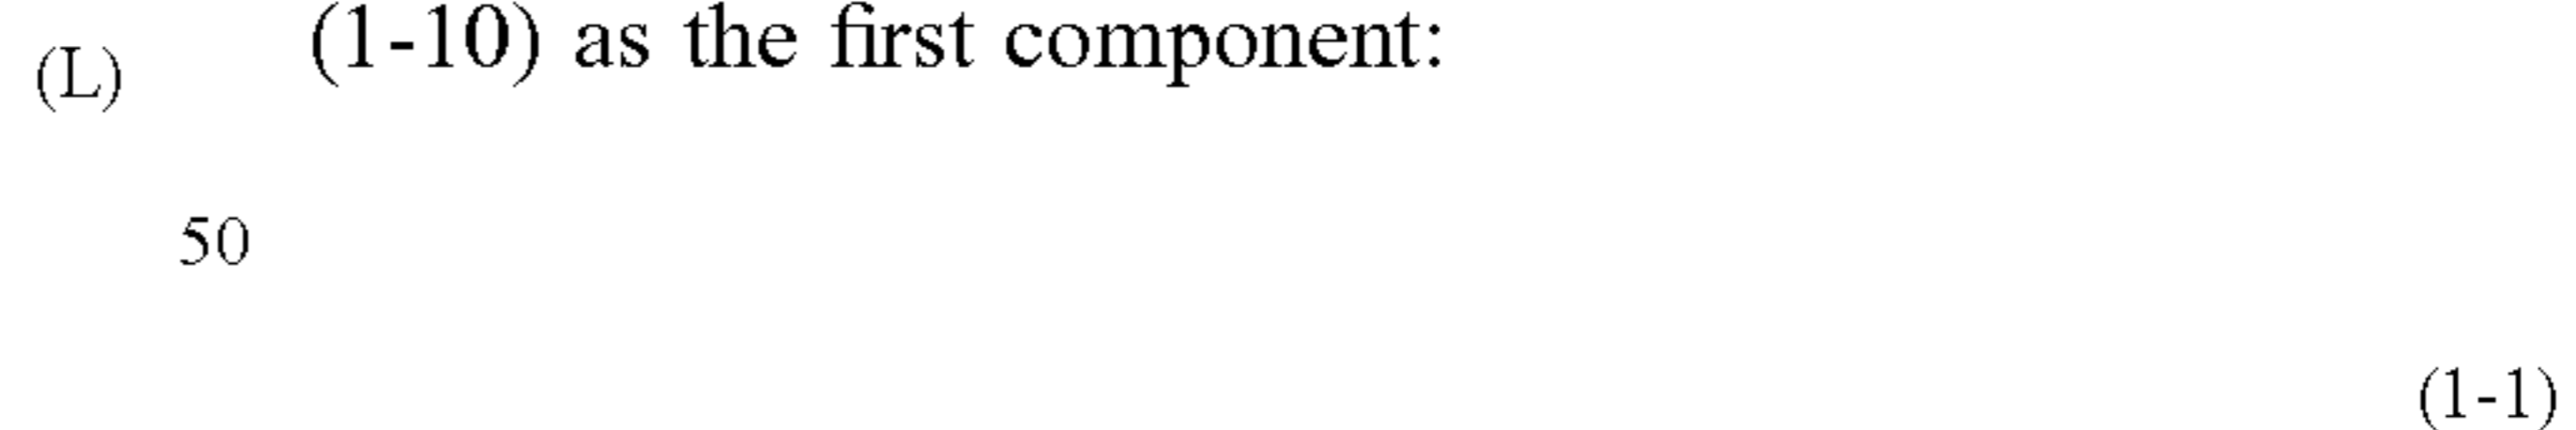 (L)
(1-10) as the first component:
50
(1-1)